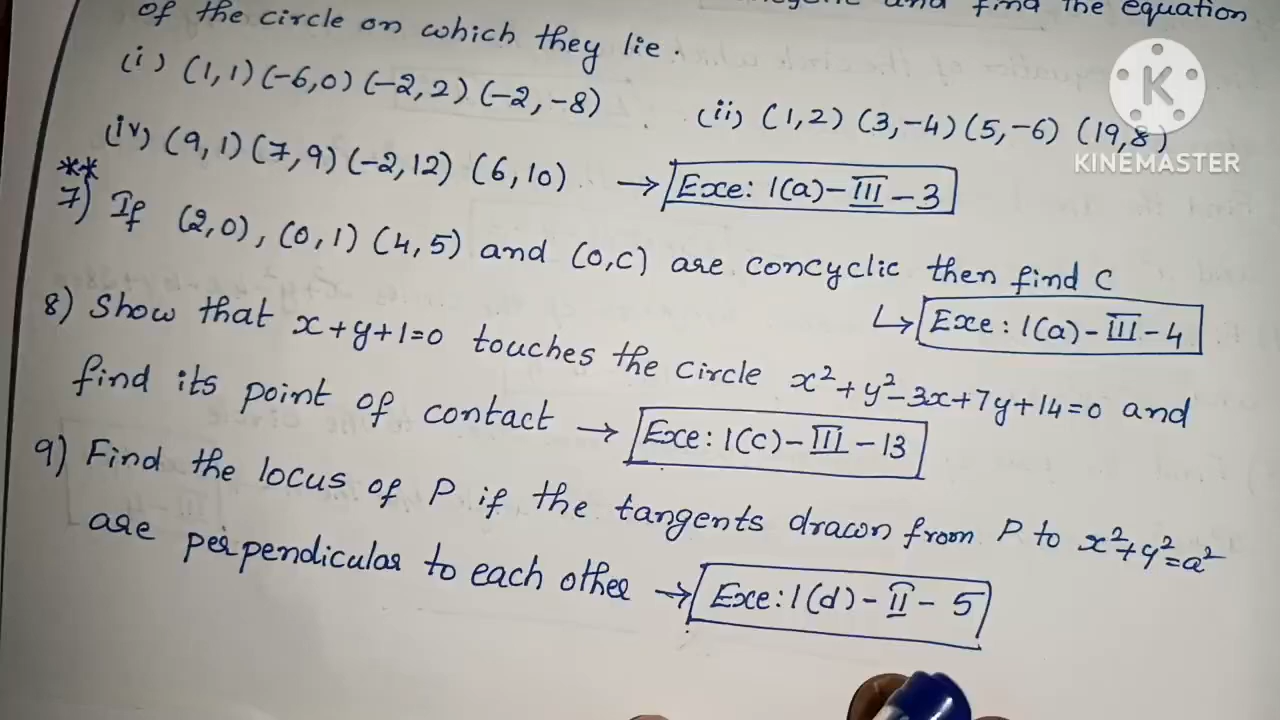 and find the equation
of the circle on which they lie.
(i) (1,1) (-6,0) (-2,2) (-2,-8) (ii) (1,2) (3,-4) (5,-6) (19,8)
(iv) (9,1) (7,9) (-2,12) (6,10) → Exe: 1(a)-III-3
**
7) If (2,0), (0,1) (4,5) and (0,C) are concyclic then find C
↳ Exe: 1(a)-III-4
8) Show that x+y+1=0 touches the circle x²+y²-3x+7y+14=0 and
find its point of contact → Exe: 1(c)-III-13
9) Find the locus of P if the tangents drawn from P to x²+y²=a²
are perpendicular to each other → Exe: 1(d)-II-5
K
KINEMASTER